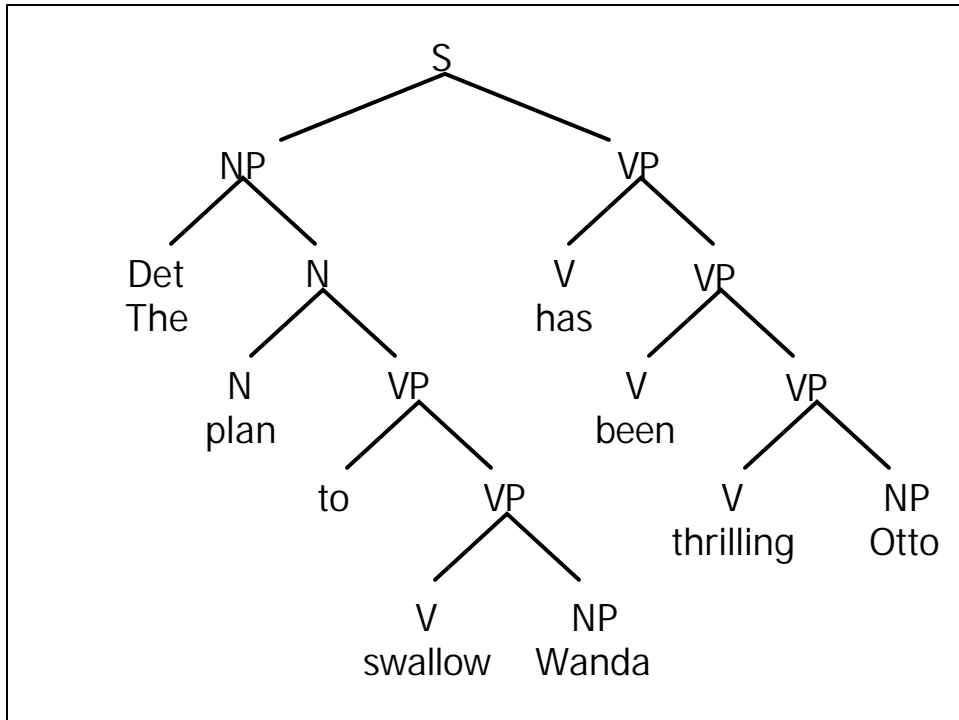 S
NP VP
Det N V VP
The has
N VP V VP
plan been
to VP V NP
thrilling Otto
V NP
swallow Wanda